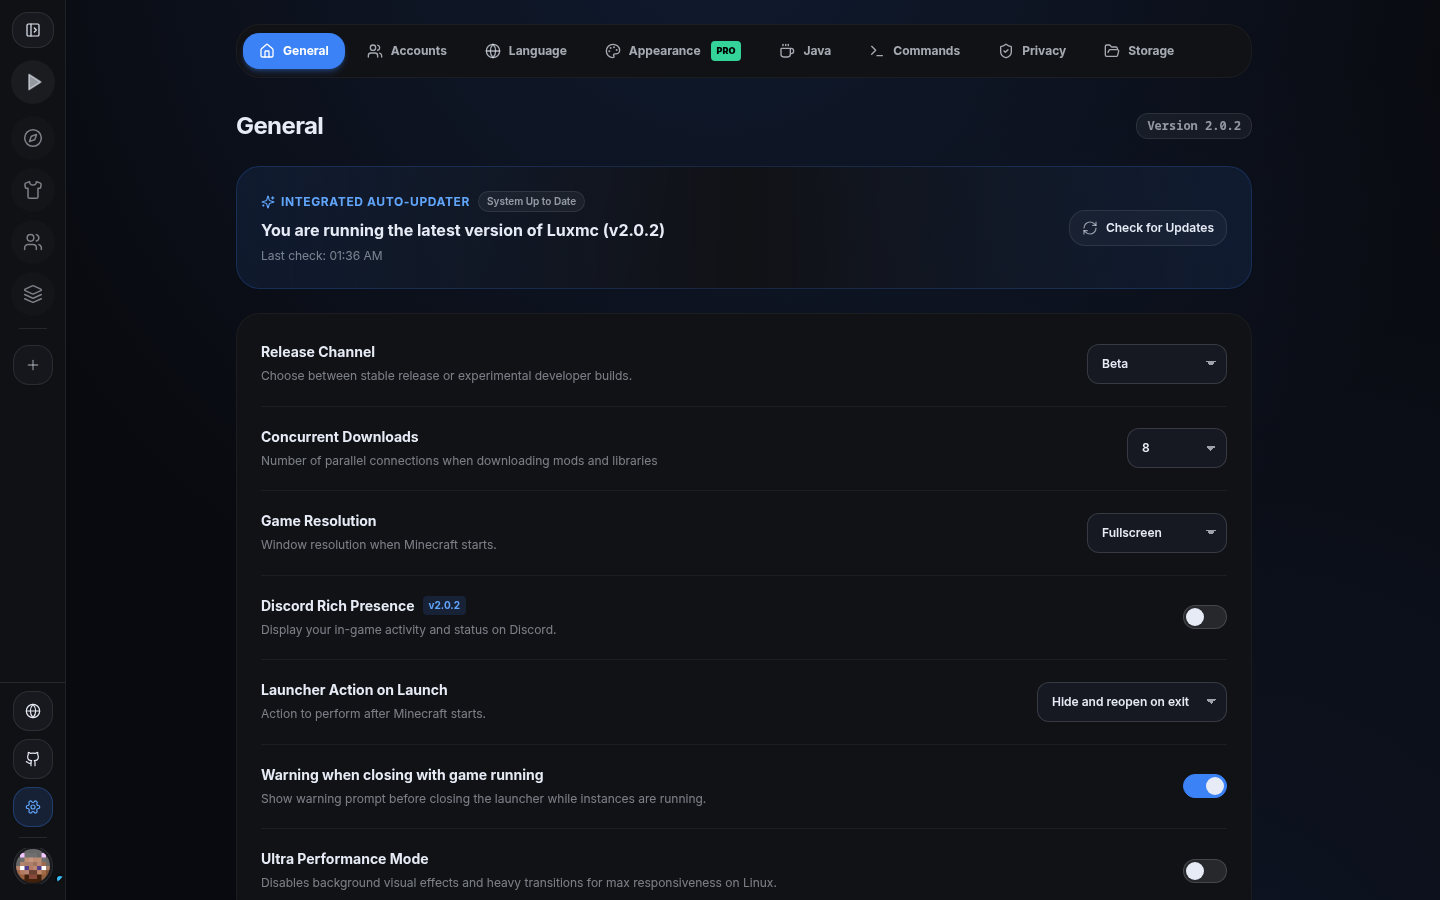 General
Accounts
Language
Appearance PRO
Java
Commands
Privacy
Storage
General
Version 2.0.2
INTEGRATED AUTO-UPDATER
System Up to Date
You are running the latest version of Luxmc (v2.0.2)
Last check: 01:36 AM
Check for Updates
Release Channel
Choose between stable release or experimental developer builds.
Beta
Concurrent Downloads
Number of parallel connections when downloading mods and libraries
8
Game Resolution
Window resolution when Minecraft starts.
Fullscreen
Discord Rich Presence v2.0.2
Display your in-game activity and status on Discord.
Launcher Action on Launch
Action to perform after Minecraft starts.
Hide and reopen on exit
Warning when closing with game running
Show warning prompt before closing the launcher while instances are running.
Ultra Performance Mode
Disables background visual effects and heavy transitions for max responsiveness on Linux.